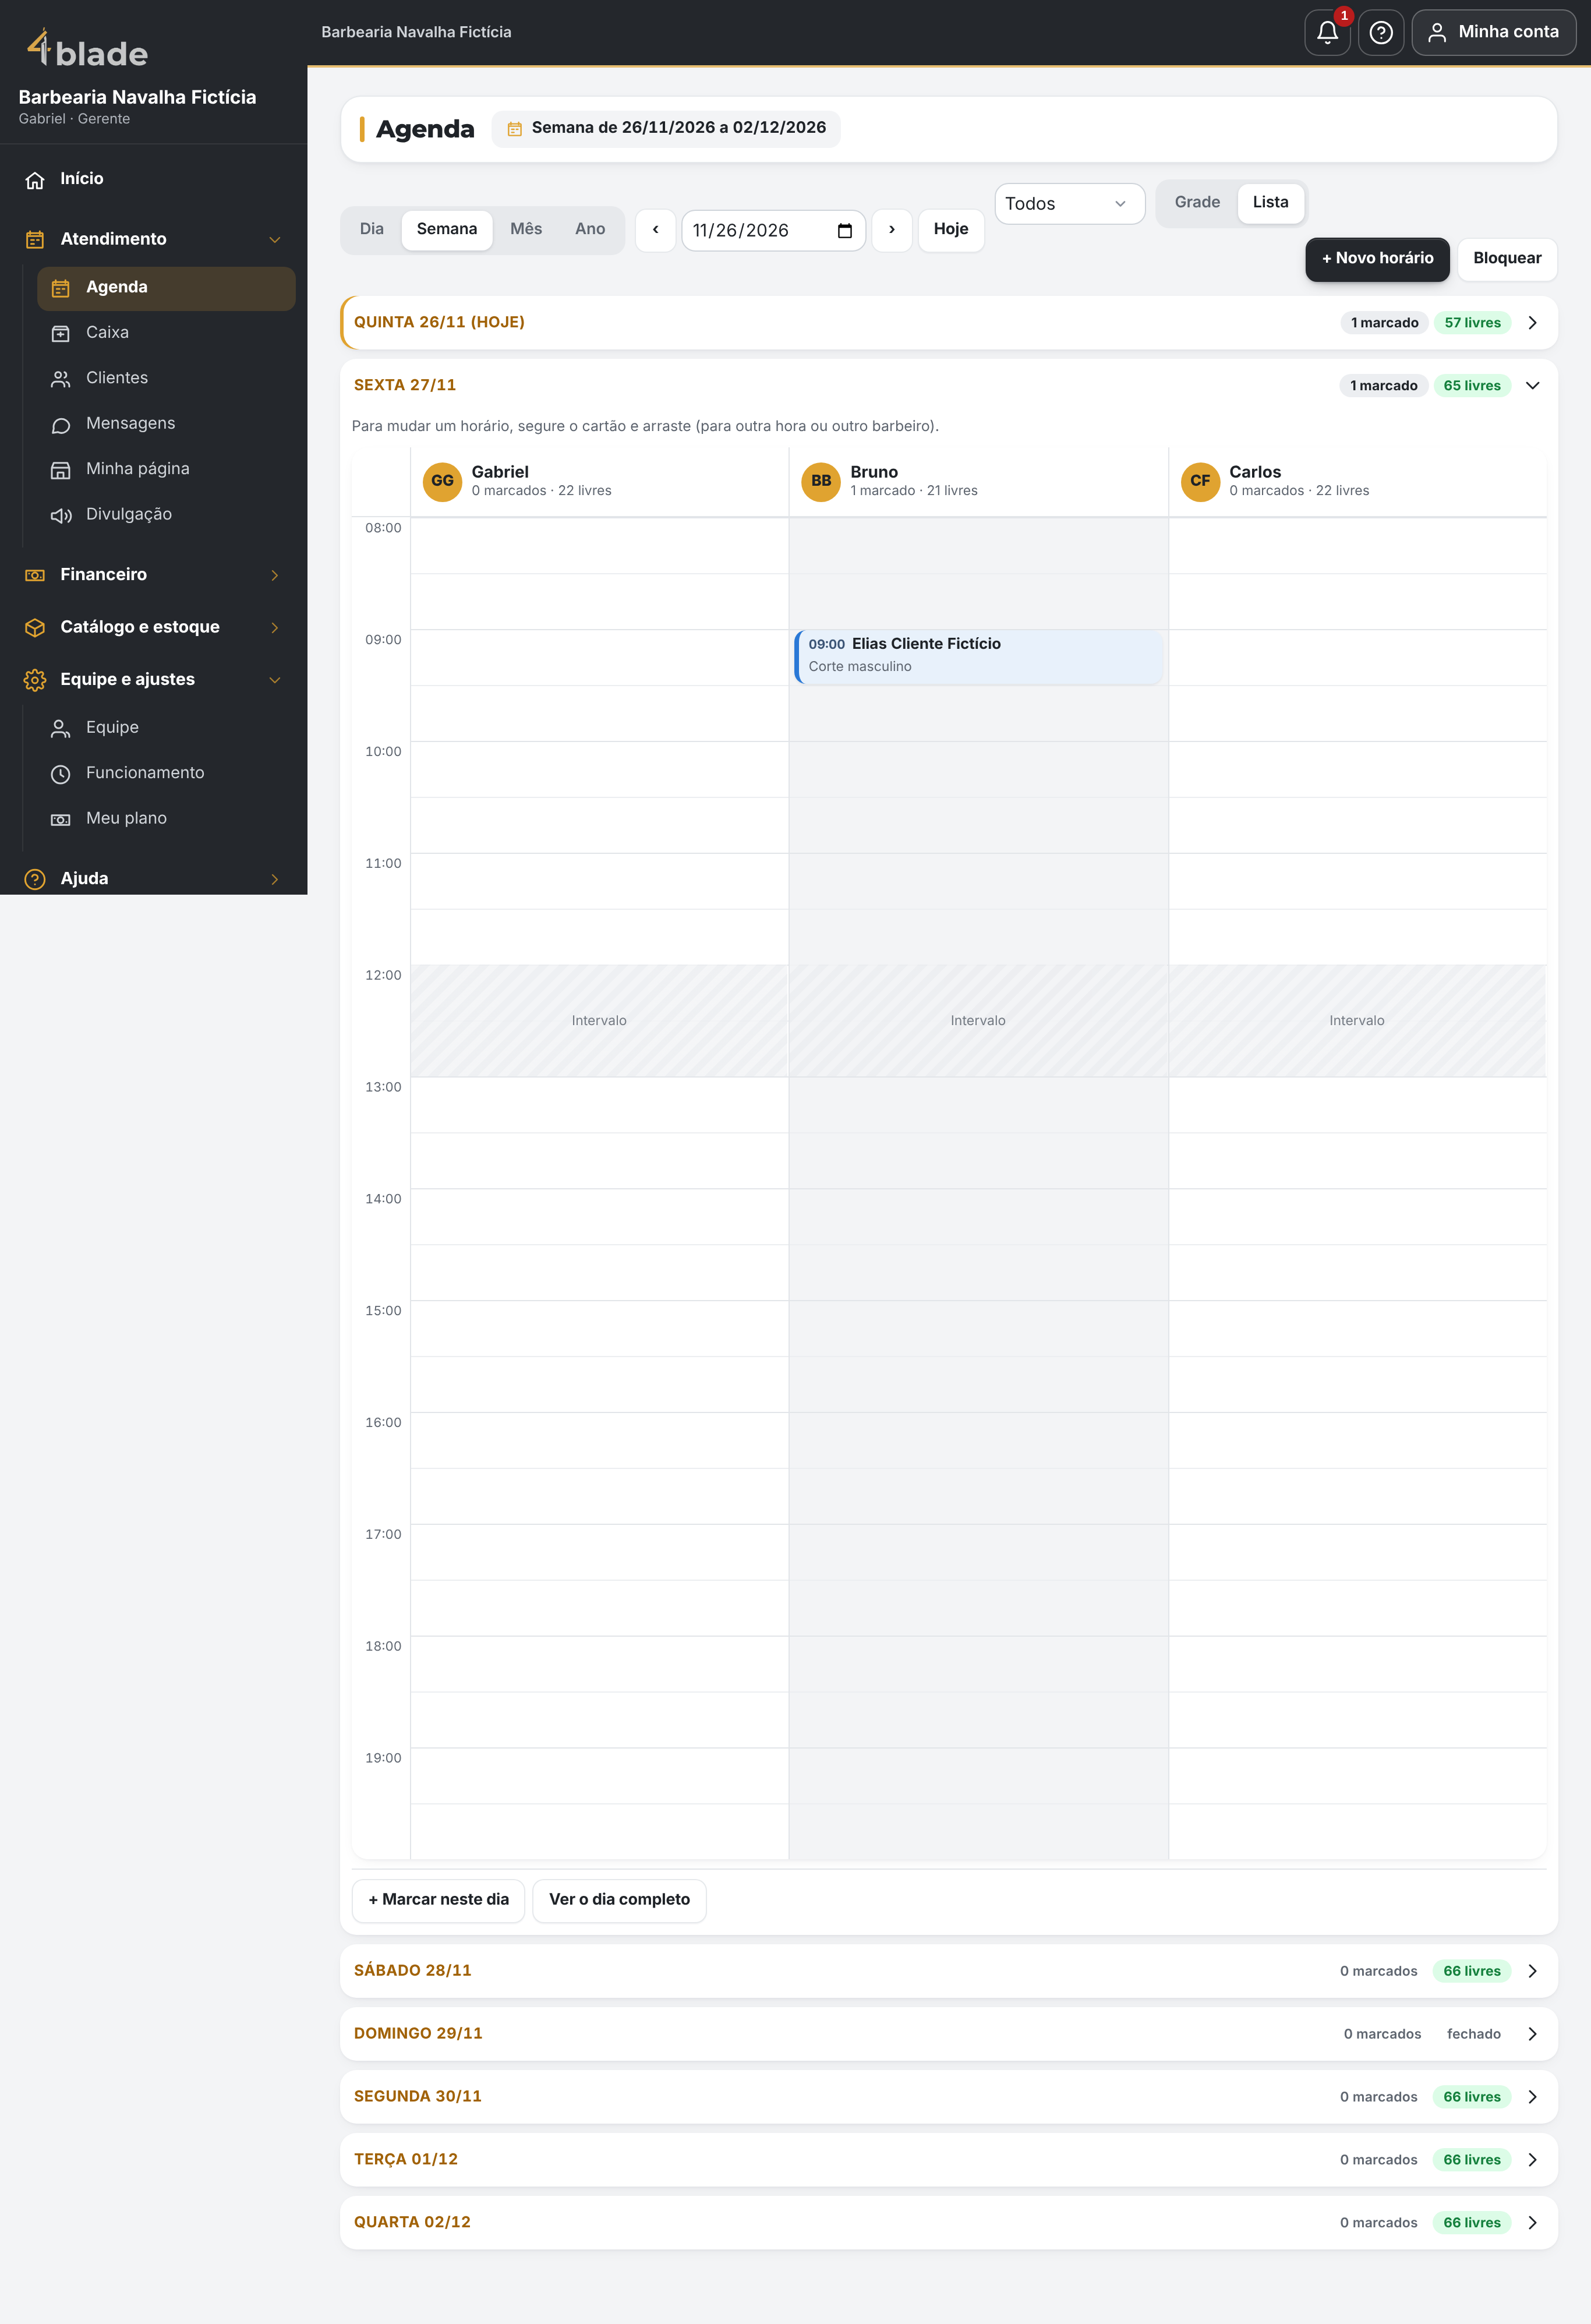 4blade
Barbearia Navalha Fictícia
Gabriel · Gerente
Início
Atendimento
Agenda
Caixa
Clientes
Mensagens
Minha página
Divulgação
Financeiro
Catálogo e estoque
Equipe e ajustes
Equipe
Funcionamento
Meu plano
Ajuda
Barbearia Navalha Fictícia
1
Minha conta
Agenda
Semana de 26/11/2026 a 02/12/2026
Dia Semana Mês Ano
‹ 11/26/2026 › Hoje
Todos
Grade Lista
+ Novo horário Bloquear
QUINTA 26/11 (HOJE) 1 marcado 57 livres
SEXTA 27/11 1 marcado 65 livres
Para mudar um horário, segure o cartão e arraste (para outra hora ou outro barbeiro).
GG Gabriel
0 marcados · 22 livres
BB Bruno
1 marcado · 21 livres
CF Carlos
0 marcados · 22 livres
08:00
09:00
09:00 Elias Cliente Fictício
Corte masculino
10:00
11:00
12:00
Intervalo Intervalo Intervalo
13:00
14:00
15:00
16:00
17:00
18:00
19:00
+ Marcar neste dia Ver o dia completo
SÁBADO 28/11 0 marcados 66 livres
DOMINGO 29/11 0 marcados fechado
SEGUNDA 30/11 0 marcados 66 livres
TERÇA 01/12 0 marcados 66 livres
QUARTA 02/12 0 marcados 66 livres